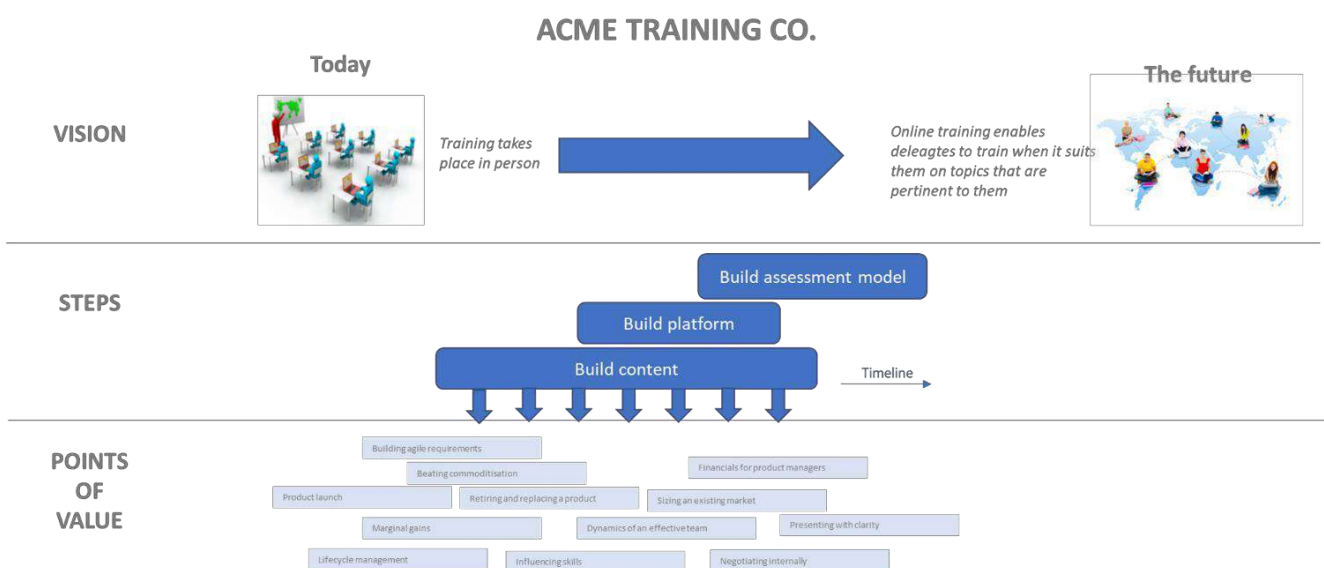 ACME TRAINING CO.
Today
The future
VISION
Training takes
place in person
Online training enables
deleagtes to train when it suits
them on topics that are
pertinent to them
STEPS
Build assessment model
Build platform
Build content
Timeline
POINTS
OF
VALUE
Building agile requirements
Beating commoditisation
Financials for product managers
Product launch
Retiring and replacing a product
Sizing an existing market
Marginal gains
Dynamics of an effective team
Presenting with clarity
Lifecycle management
Influencing skills
Negotiating internally